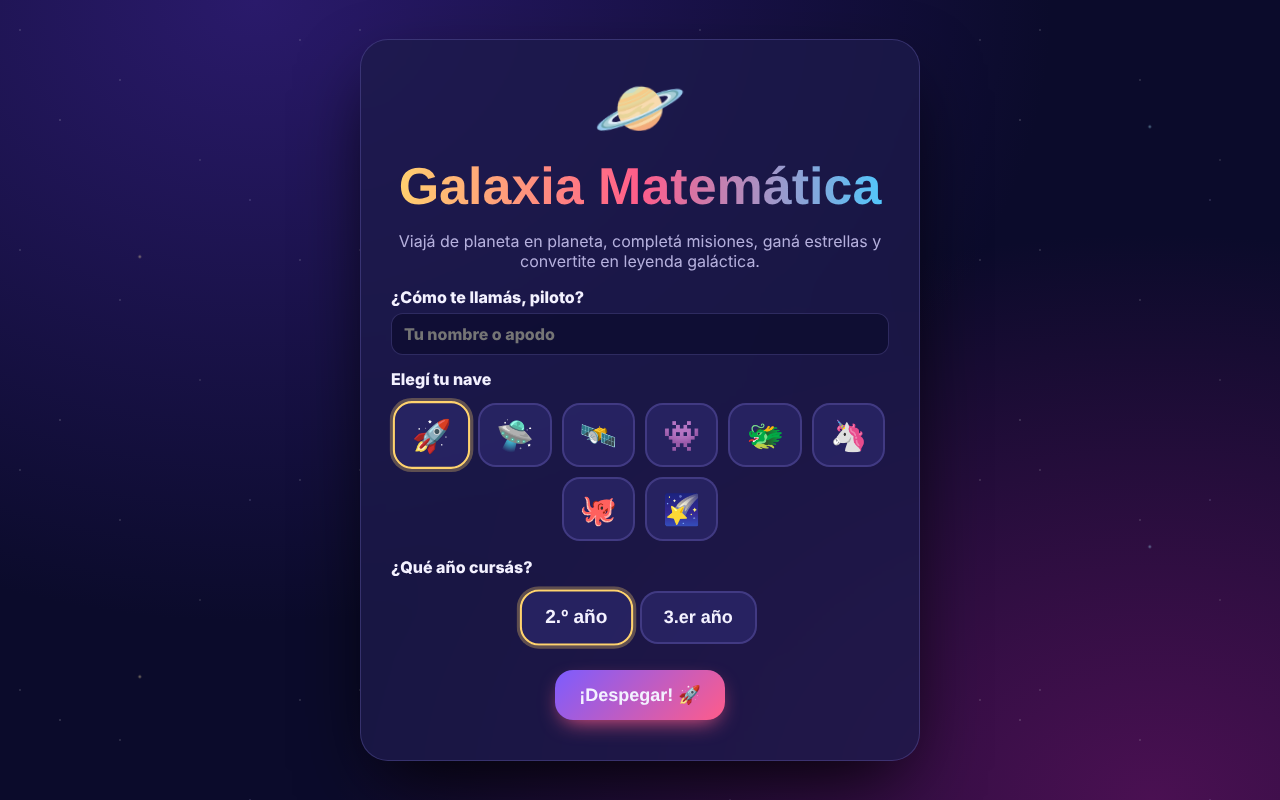 Galaxia Matemática
Viajá de planeta en planeta, completá misiones, ganá estrellas y
convertite en leyenda galáctica.
¿Cómo te llamás, piloto?
Tu nombre o apodo
Elegí tu nave
¿Qué año cursás?
2.º año
3.er año
¡Despegar! 🚀